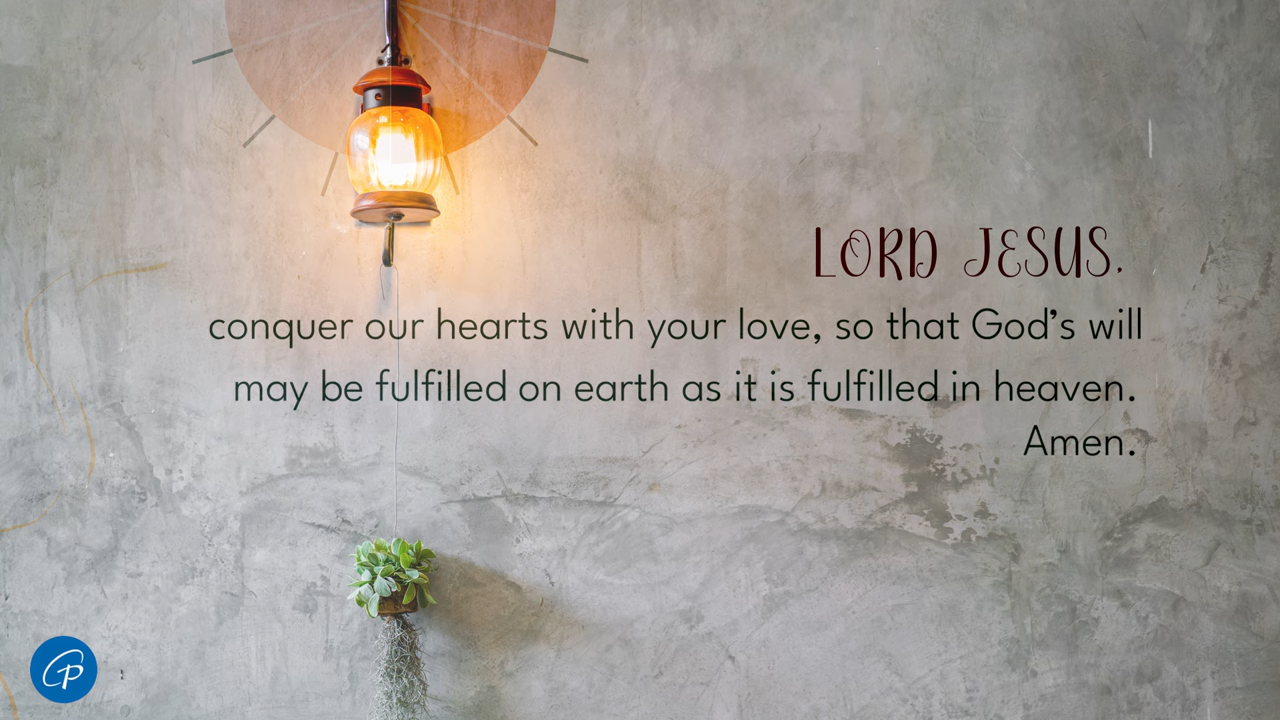 LORD JESUS,
conquer our hearts with your love, so that God’s will
may be fulfilled on earth as it is fulfilled in heaven.
Amen.
CP